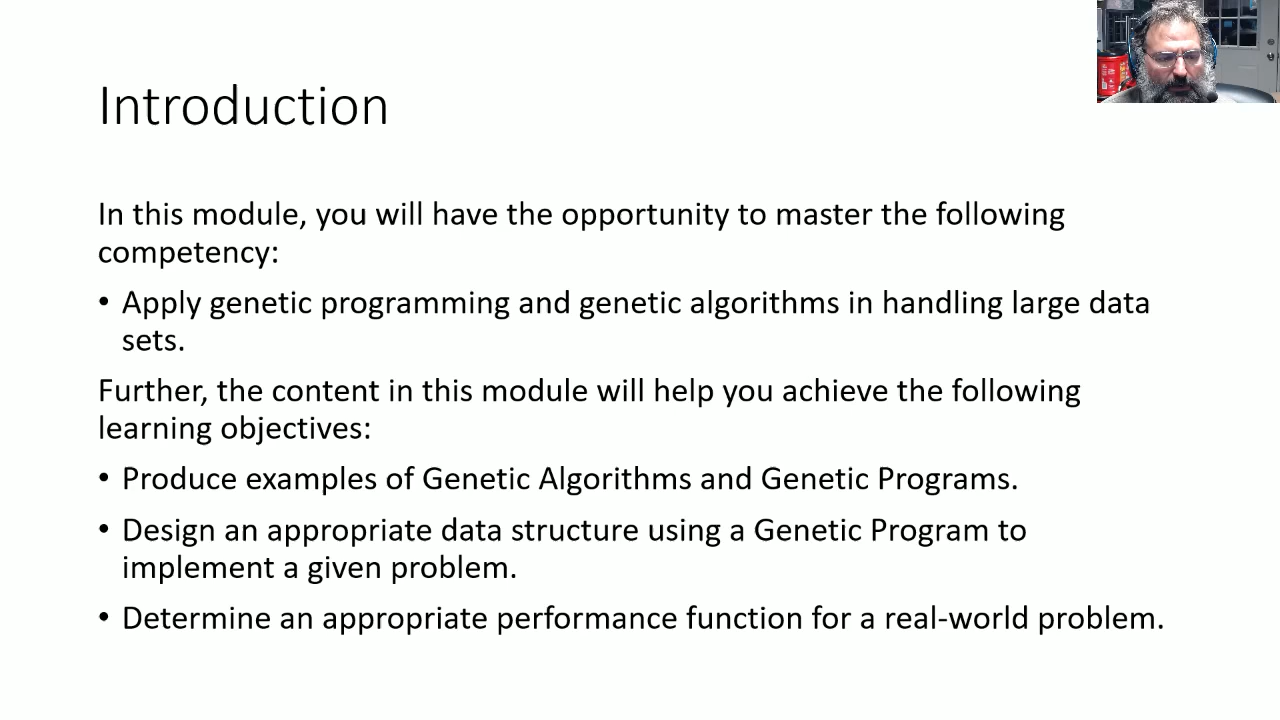 Introduction
In this module, you will have the opportunity to master the following
competency:
• Apply genetic programming and genetic algorithms in handling large data
sets.
Further, the content in this module will help you achieve the following
learning objectives:
• Produce examples of Genetic Algorithms and Genetic Programs.
• Design an appropriate data structure using a Genetic Program to
implement a given problem.
• Determine an appropriate performance function for a real-world problem.